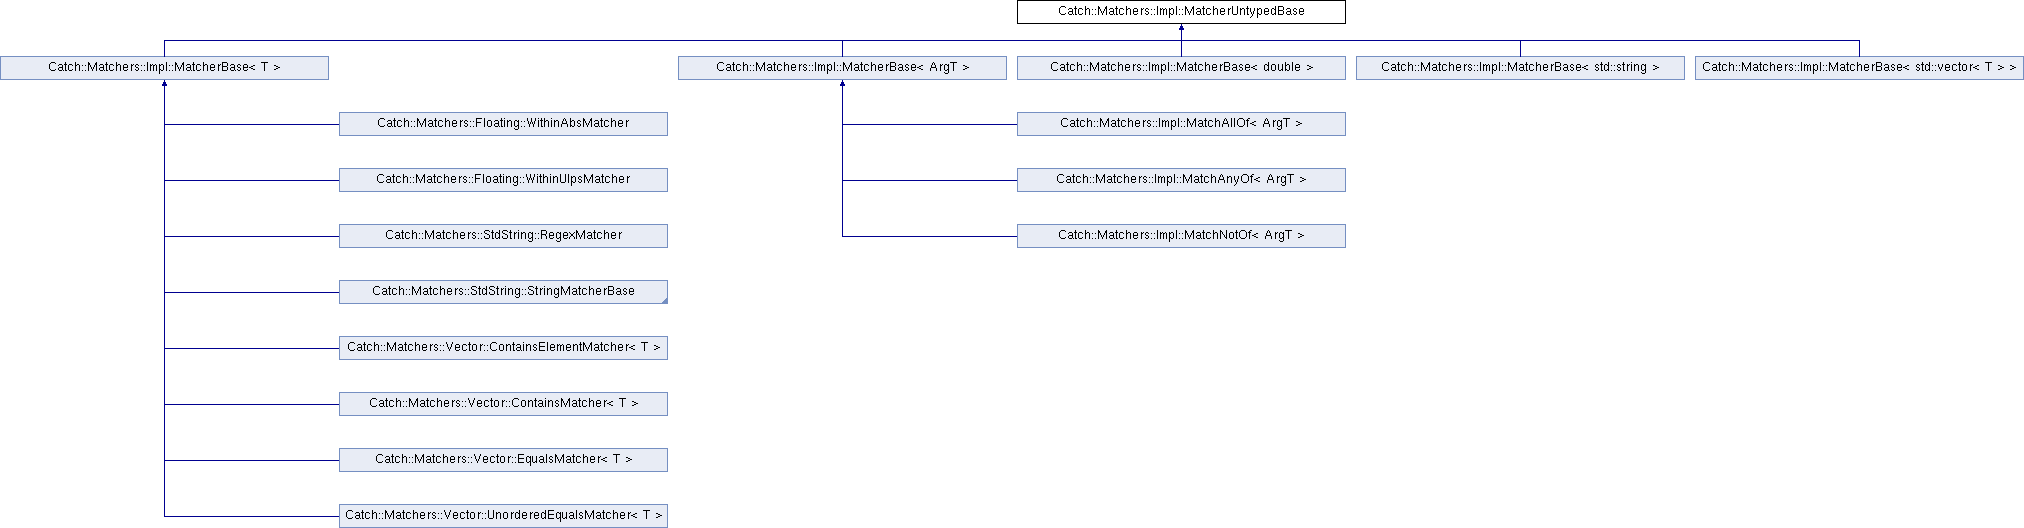 Catch::Matchers::Impl::MatcherUntypedBase
Catch::Matchers::Impl::MatcherBase< T >
Catch::Matchers::Impl::MatcherBase< ArgT >
Catch::Matchers::Impl::MatcherBase< double >
Catch::Matchers::Impl::MatcherBase< std::string >
Catch::Matchers::Impl::MatcherBase< std::vector< T > >
Catch::Matchers::Floating::WithinAbsMatcher
Catch::Matchers::Impl::MatchAllOf< ArgT >
Catch::Matchers::Floating::WithinUlpsMatcher
Catch::Matchers::Impl::MatchAnyOf< ArgT >
Catch::Matchers::StdString::RegexMatcher
Catch::Matchers::Impl::MatchNotOf< ArgT >
Catch::Matchers::StdString::StringMatcherBase
Catch::Matchers::Vector::ContainsElementMatcher< T >
Catch::Matchers::Vector::ContainsMatcher< T >
Catch::Matchers::Vector::EqualsMatcher< T >
Catch::Matchers::Vector::UnorderedEqualsMatcher< T >